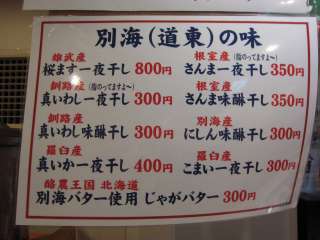 別海(道東)の味
雄武産
桜ます一夜干し 800円
釧路産(脂のってますよ〜)
真いわし一夜干し 300円
釧路産
真いわし味醂干し 300円
羅臼産
真いか一夜干し 400円
根室産(脂のってますよ〜)
さんま一夜干し 350円
根室産
さんま味醂干し 350円
別海産
にしん味醂干し 300円
羅臼産
こまい一夜干し 300円
酪農王国 北海道
別海バター使用 じゃがバター 300円